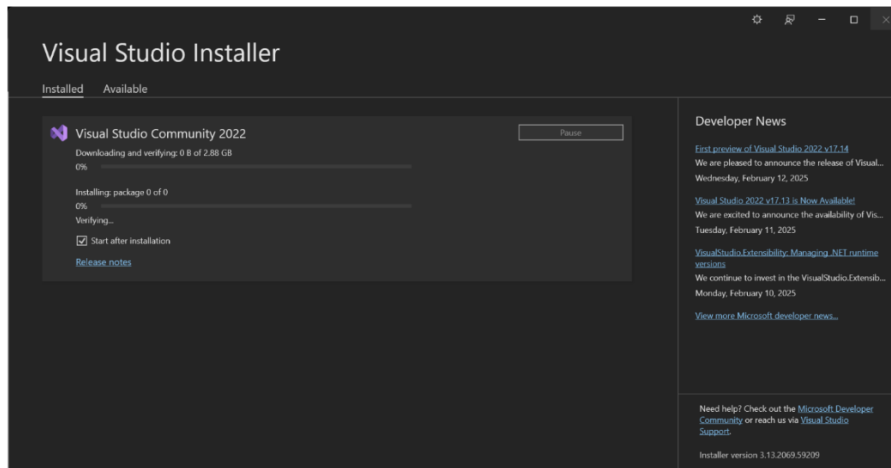 Visual Studio Installer
Installed
Available
Visual Studio Community 2022
Pause
Downloading and verifying: 0 B of 2.88 GB
0%
Installing: package 0 of 0
0%
Verifying...
Start after installation
Release notes
Developer News
First preview of Visual Studio 2022 v17.14
We are pleased to announce the release of Visual...
Wednesday, February 12, 2025
Visual Studio 2022 v17.13 is Now Available!
We are excited to announce the availability of Vis...
Tuesday, February 11, 2025
VisualStudio.Extensibility: Managing .NET runtime
versions
We continue to invest in the VisualStudio.Extensib...
Monday, February 10, 2025
View more Microsoft developer news...
Need help? Check out the Microsoft Developer
Community or reach us via Visual Studio
Support.
Installer version 3.13.2069.59209